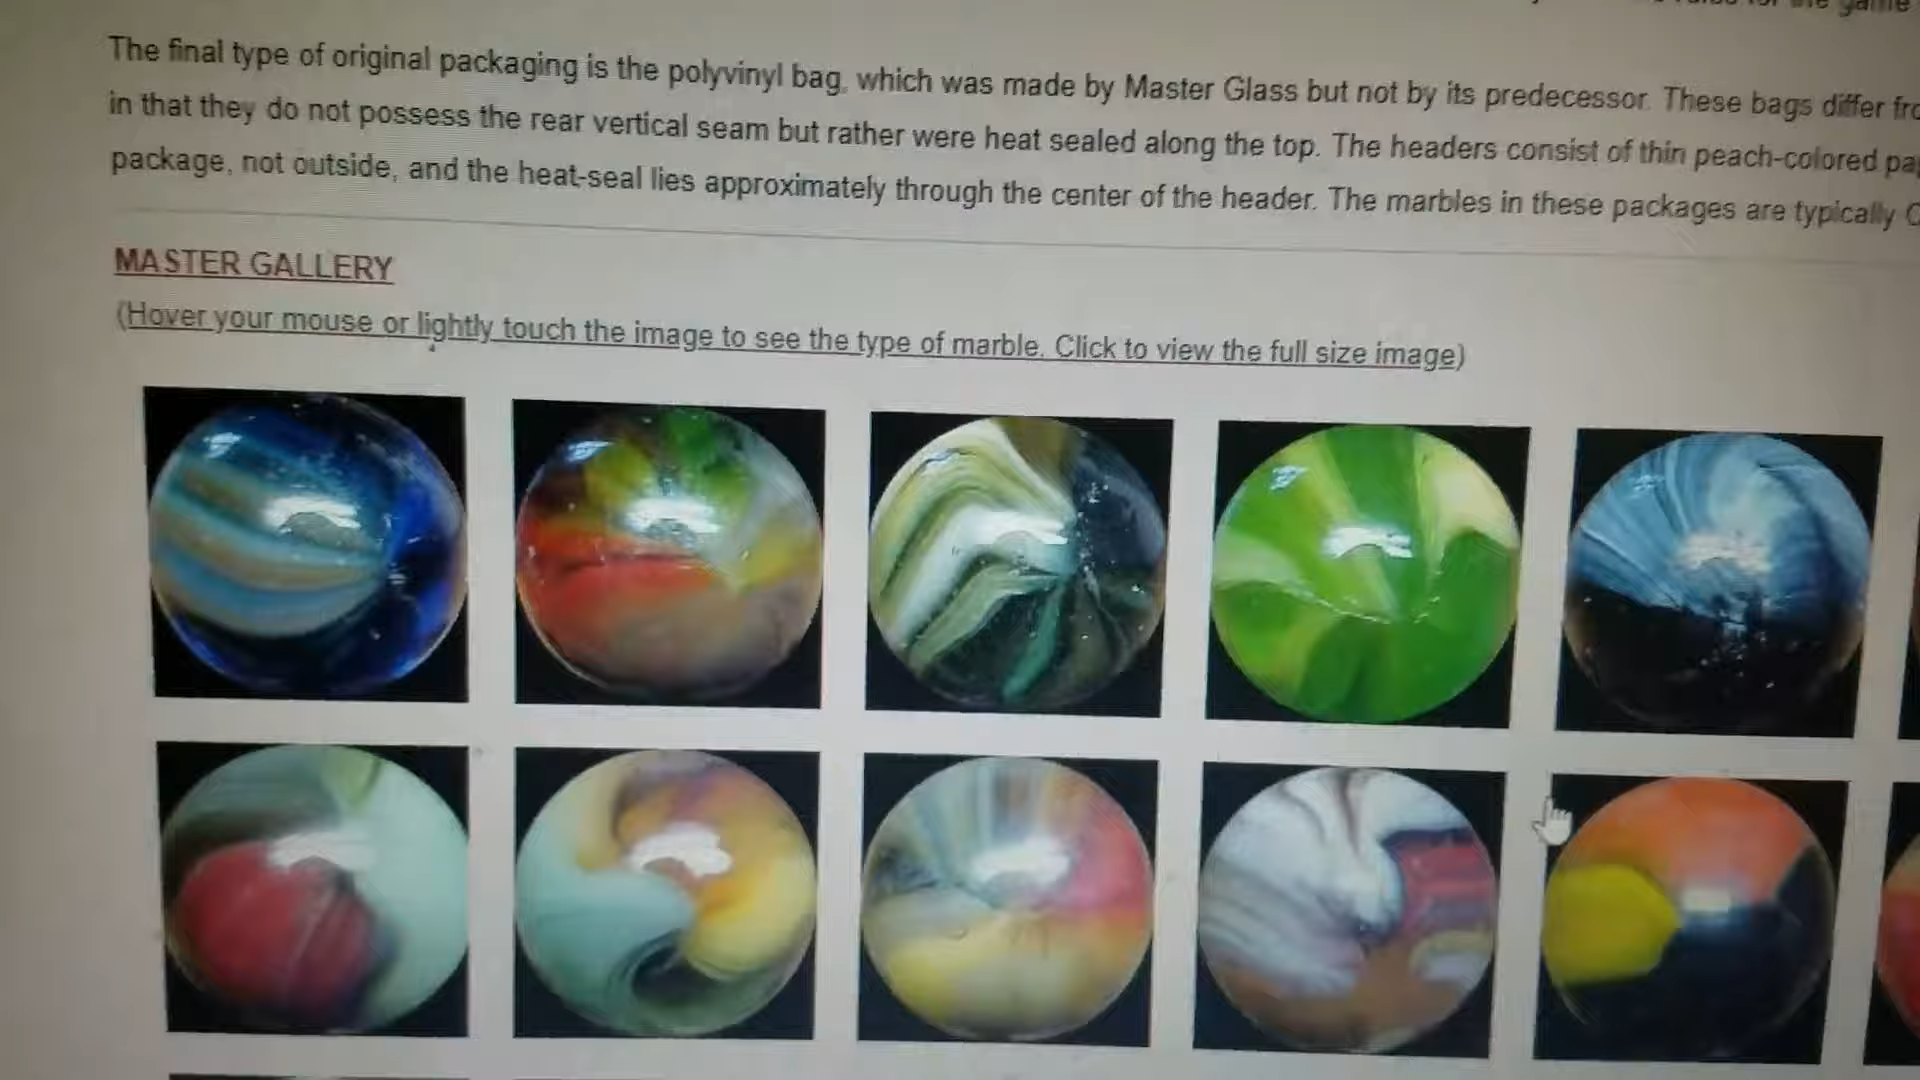 the game
The final type of original packaging is the polyvinyl bag, which was made by Master Glass but not by its predecessor. These bags differ fro
in that they do not possess the rear vertical seam but rather were heat sealed along the top. The headers consist of thin peach-colored pa
package, not outside, and the heat-seal lies approximately through the center of the header. The marbles in these packages are typically C
MASTER GALLERY
(Hover your mouse or lightly touch the image to see the type of marble. Click to view the full size image)